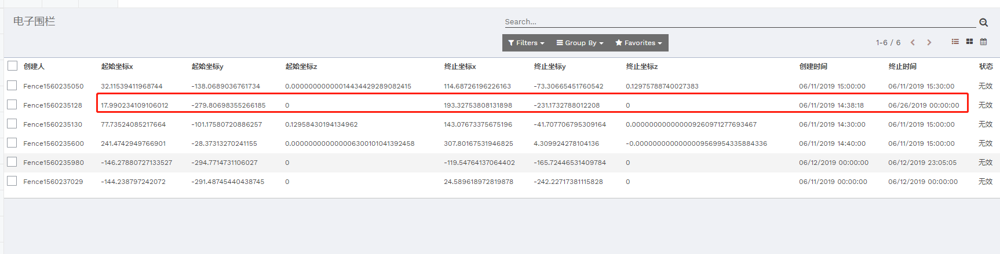 电子围栏
Search...
Filters Group By Favorites 1-6 / 6
创建人 起始坐标x 起始坐标y 起始坐标z 终止坐标x 终止坐标y 终止坐标z 创建时间 终止时间 状态
Fence1560235050 32.11539411968744 -138.0689036761734 0.00000000000014434429289082415 114.68726196226163 -73.30665451760542 0.12975788740027383 06/11/2019 15:00:00 06/11/2019 15:30:00 无效
Fence1560235128 17.990234109106012 -279.80698355266185 0 193.32753808131898 -231.1732788012208 0 06/11/2019 14:38:18 06/26/2019 00:00:00 无效
Fence1560235130 77.73524085217664 -101.17580720886257 0.12958430194134962 143.07673375675196 -41.707706795309164 0.000000000000009260971277693467 06/11/2019 14:30:00 06/11/2019 15:00:00 无效
Fence1560235600 241.4742949766901 -28.37313270241155 0.000000000000006300101041392458 307.80167531946825 4.309924278104136 -0.0000000000000009569954335884336 06/11/2019 14:40:00 06/11/2019 15:00:00 无效
Fence1560235980 -146.27880727133527 -294.7714731106027 0 -119.54764137064402 -165.72446531409784 0 06/12/2019 00:00:00 06/12/2019 23:05:05 无效
Fence1560237029 -144.238797242072 -291.48745440438745 0 24.589618972819878 -242.22717381115828 0 06/11/2019 00:00:00 06/12/2019 00:00:00 无效